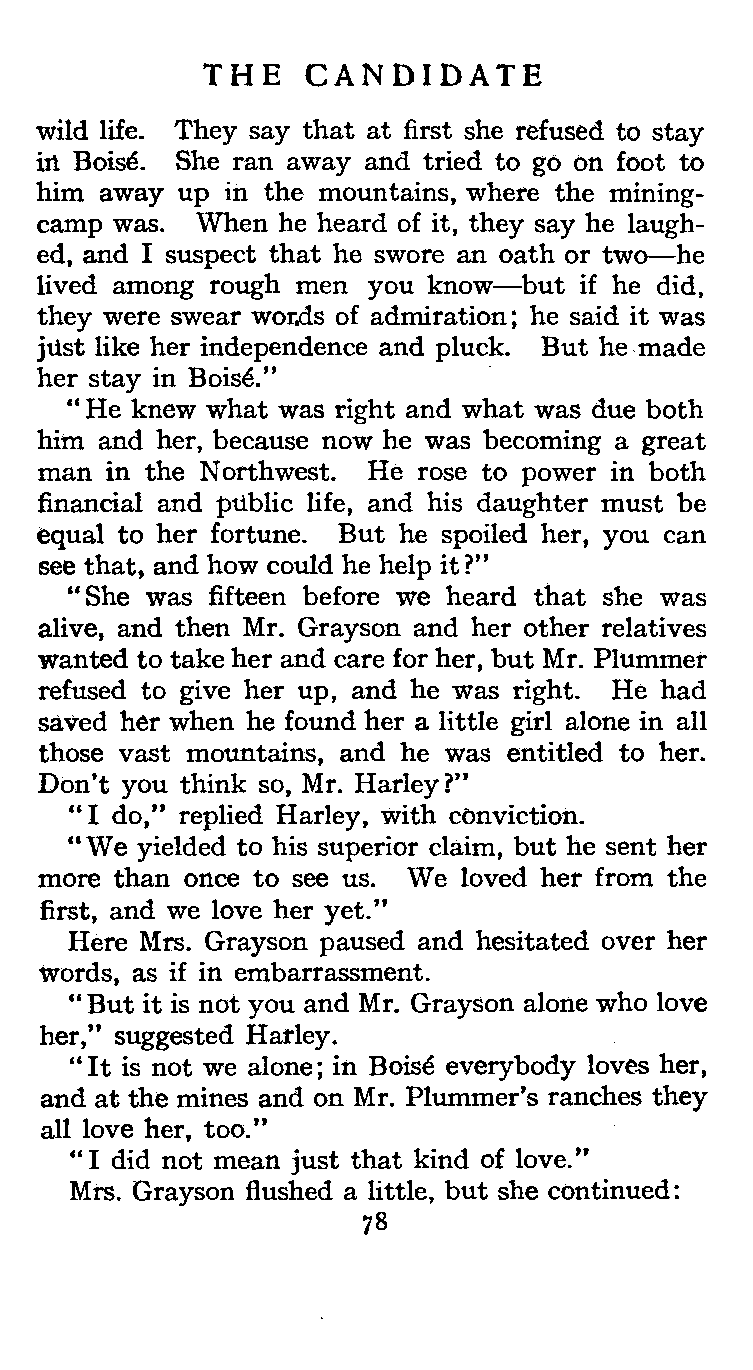 THE CANDIDATE
wild life. They say that at first she refused to stay
in Boisé. She ran away and tried to go on foot to
him away up in the mountains, where the mining-
camp was. When he heard of it, they say he laugh-
ed, and I suspect that he swore an oath or two—he
lived among rough men you know—but if he did,
they were swear words of admiration; he said it was
just like her independence and pluck. But he made
her stay in Boisé."
"He knew what was right and what was due both
him and her, because now he was becoming a great
man in the Northwest. He rose to power in both
financial and public life, and his daughter must be
equal to her fortune. But he spoiled her, you can
see that, and how could he help it?"
"She was fifteen before we heard that she was
alive, and then Mr. Grayson and her other relatives
wanted to take her and care for her, but Mr. Plummer
refused to give her up, and he was right. He had
saved her when he found her a little girl alone in all
those vast mountains, and he was entitled to her.
Don't you think so, Mr. Harley?"
"I do," replied Harley, with conviction.
"We yielded to his superior claim, but he sent her
more than once to see us. We loved her from the
first, and we love her yet."
Here Mrs. Grayson paused and hesitated over her
words, as if in embarrassment.
"But it is not you and Mr. Grayson alone who love
her," suggested Harley.
"It is not we alone; in Boisé everybody loves her,
and at the mines and on Mr. Plummer's ranches they
all love her, too."
"I did not mean just that kind of love."
Mrs. Grayson flushed a little, but she continued:
78